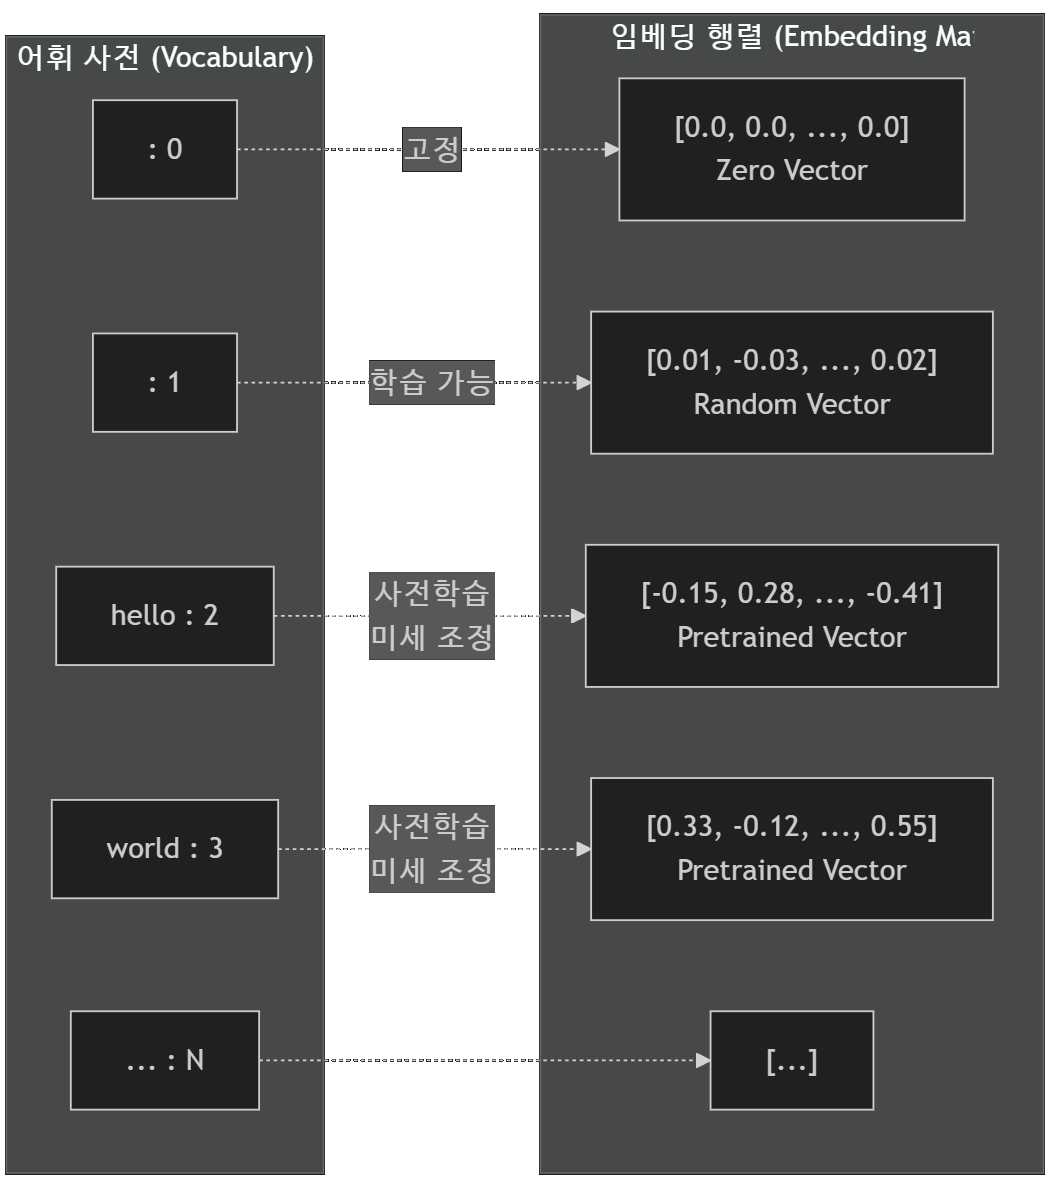 어휘 사전 (Vocabulary)
임베딩 행렬 (Embedding Ma
: 0
고정
[0.0, 0.0, ..., 0.0]
Zero Vector
: 1
학습 가능
[0.01, -0.03, ..., 0.02]
Random Vector
hello : 2
사전학습
미세 조정
[-0.15, 0.28, ..., -0.41]
Pretrained Vector
world : 3
사전학습
미세 조정
[0.33, -0.12, ..., 0.55]
Pretrained Vector
... : N
[...]